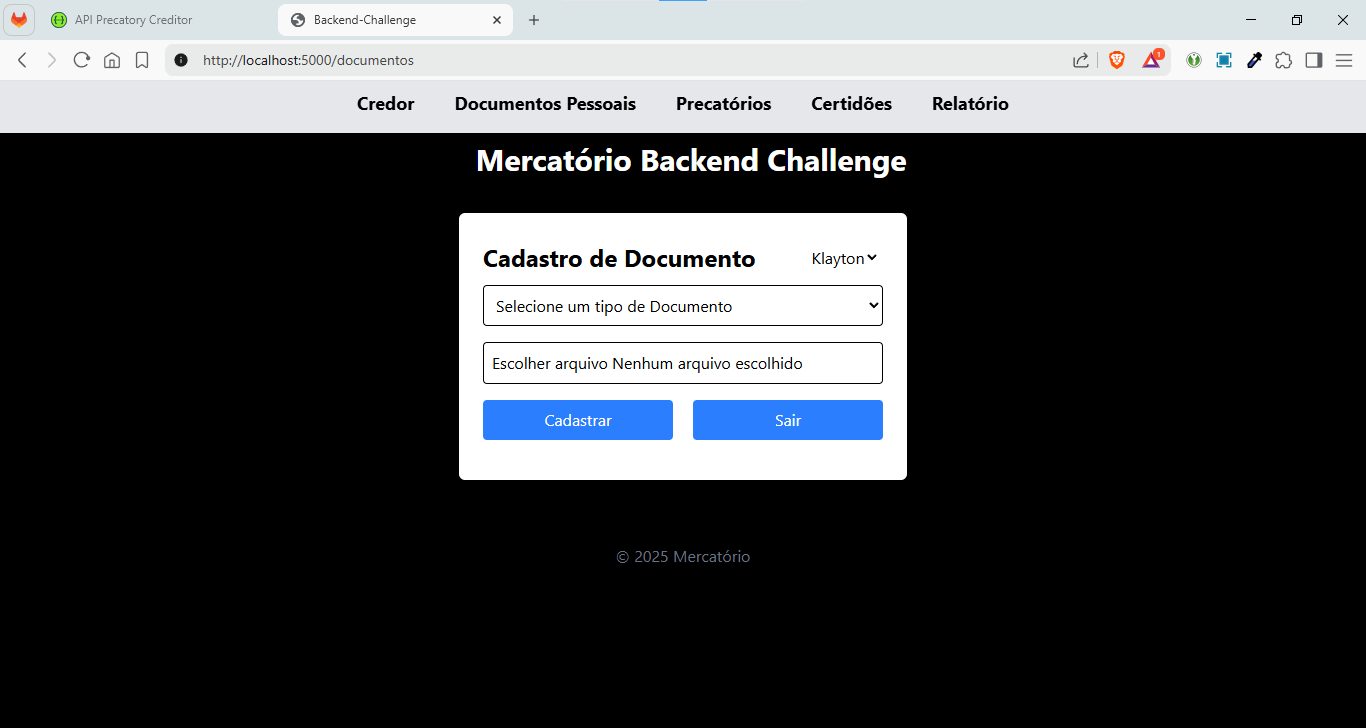 API Precatory Creditor
Backend-Challenge
http://localhost:5000/documentos
1
Credor Documentos Pessoais Precatórios Certidões Relatório
Mercatório Backend Challenge
Cadastro de Documento Klayton
Selecione um tipo de Documento
Escolher arquivo Nenhum arquivo escolhido
Cadastrar Sair
© 2025 Mercatório